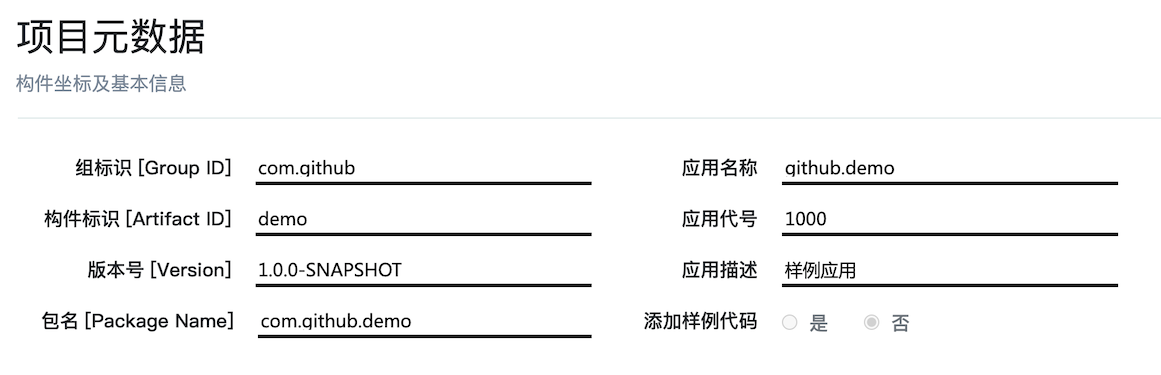 项目元数据
构件坐标及基本信息
组标识 [Group ID] com.github 应用名称 github.demo
构件标识 [Artifact ID] demo 应用代号 1000
版本号 [Version] 1.0.0-SNAPSHOT 应用描述 样例应用
包名 [Package Name] com.github.demo 添加样例代码 是 否